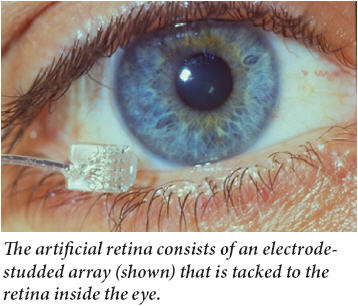 The artificial retina consists of an electrode-
studded array (shown) that is tacked to the
retina inside the eye.